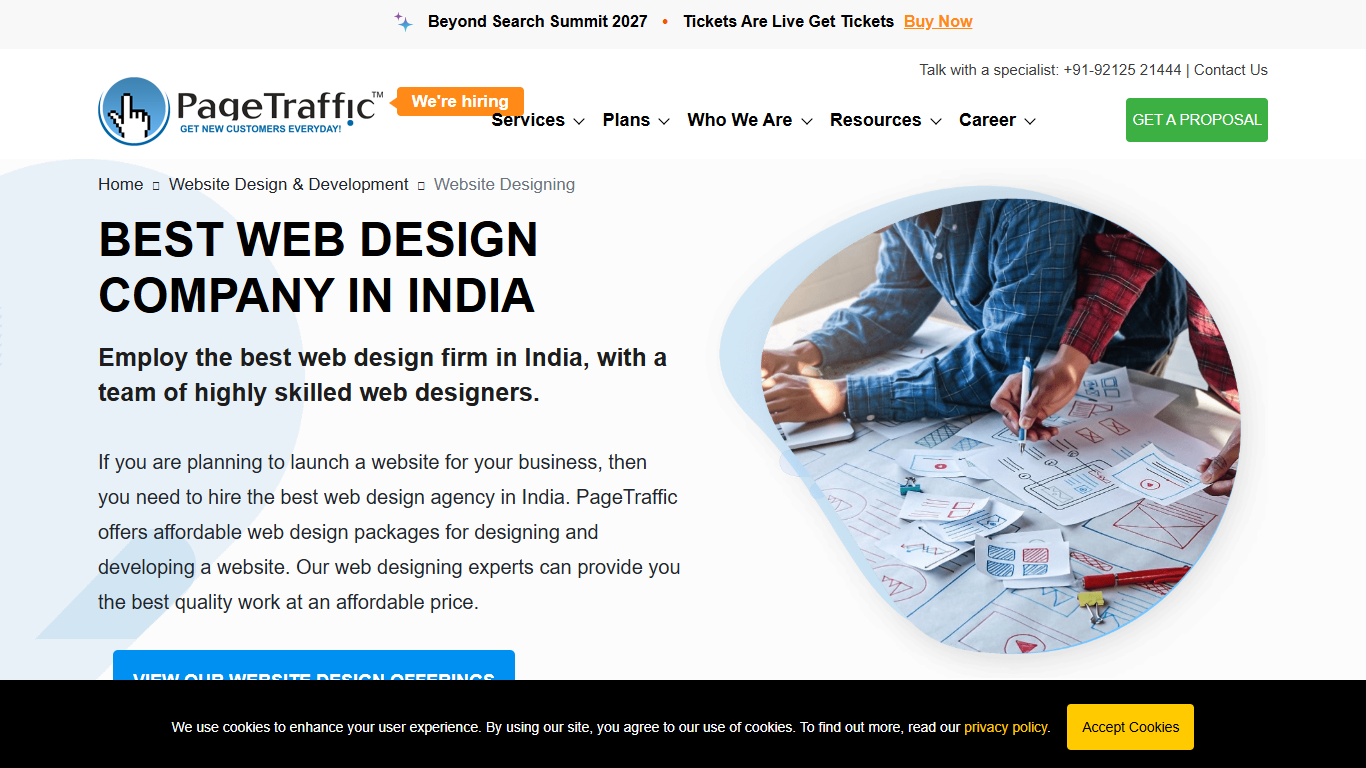 Beyond Search Summit 2027 • Tickets Are Live Get Tickets Buy Now
Talk with a specialist: +91-92125 21444 | Contact Us
PageTraffic™
GET NEW CUSTOMERS EVERYDAY!
We're hiring
Services Plans Who We Are Resources Career
GET A PROPOSAL
Home Website Design & Development Website Designing
BEST WEB DESIGN
COMPANY IN INDIA
Employ the best web design firm in India, with a
team of highly skilled web designers.
If you are planning to launch a website for your business, then
you need to hire the best web design agency in India. PageTraffic
offers affordable web design packages for designing and
developing a website. Our web designing experts can provide you
the best quality work at an affordable price.
VIEW OUR WEBSITE DESIGN OFFERINGS
We use cookies to enhance your user experience. By using our site, you agree to our use of cookies. To find out more, read our privacy policy.
Accept Cookies